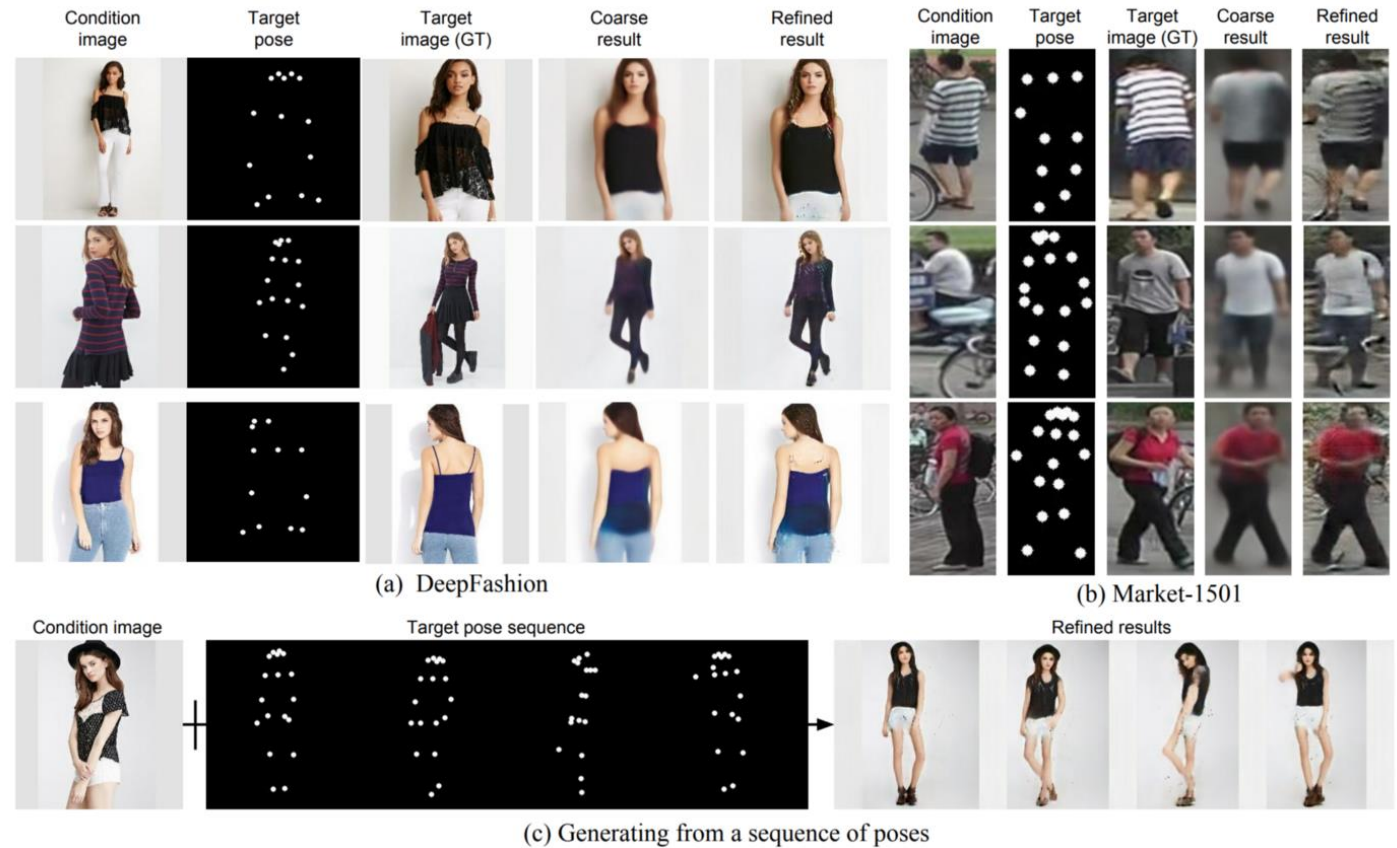 Condition image
Target pose
Target image (GT)
Coarse result
Refined result
Condition image
Target pose
Target image (GT)
Coarse result
Refined result
(a) DeepFashion
(b) Market-1501
Condition image
Target pose sequence
Refined results
(c) Generating from a sequence of poses